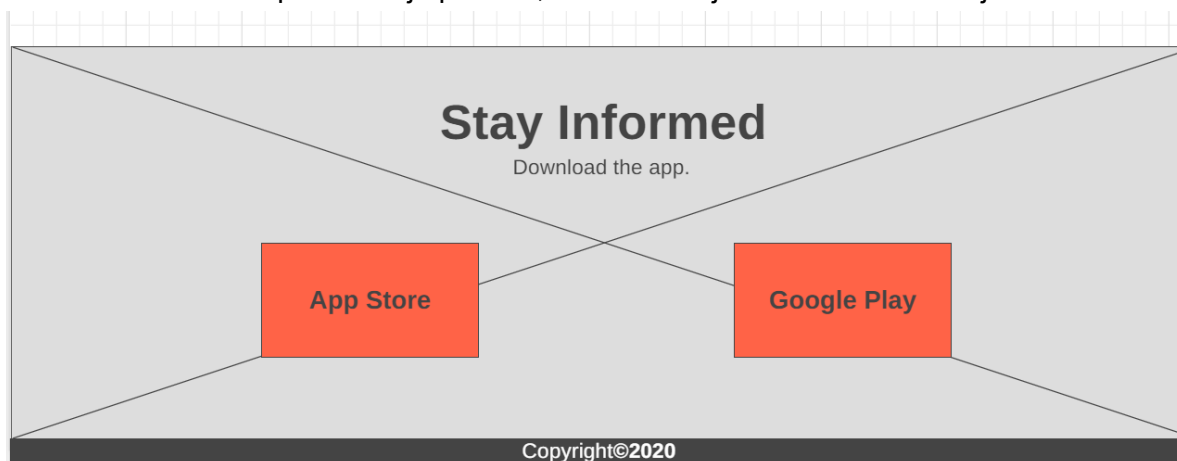 Stay Informed
Download the app.
App Store
Google Play
Copyright©2020